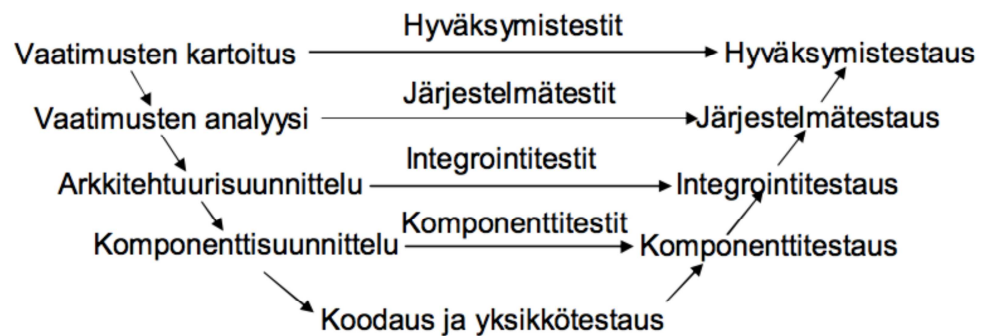 Hyväksymistestit
Vaatimusten kartoitus
Hyväksymistestaus
Järjestelmätestit
Vaatimusten analyysi
Järjestelmätestaus
Integrointitestit
Arkkitehtuurisuunnittelu
Integrointitestaus
Komponenttitestit
Komponenttisuunnittelu
Komponenttitestaus
Koodaus ja yksikkötestaus